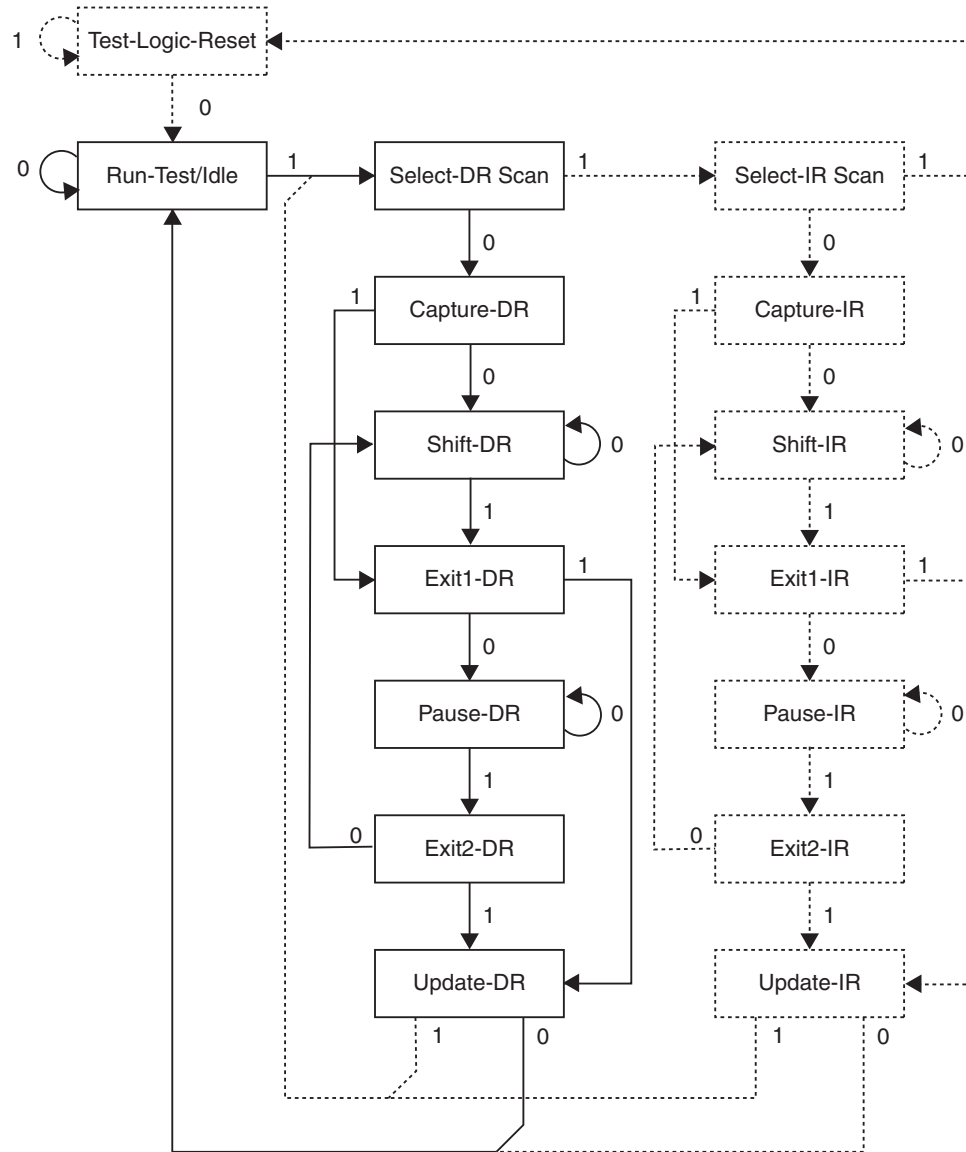 1 Test-Logic-Reset
0
0 Run-Test/Idle 1 Select-DR Scan 1 Select-IR Scan 1
0 0
1 Capture-DR 1 Capture-IR
0 0
Shift-DR 0 Shift-IR 0
1 1
Exit1-DR 1 Exit1-IR 1
0 0
Pause-DR 0 Pause-IR 0
1 1
0 Exit2-DR 0 Exit2-IR
1 1
Update-DR Update-IR
1 0 1 0